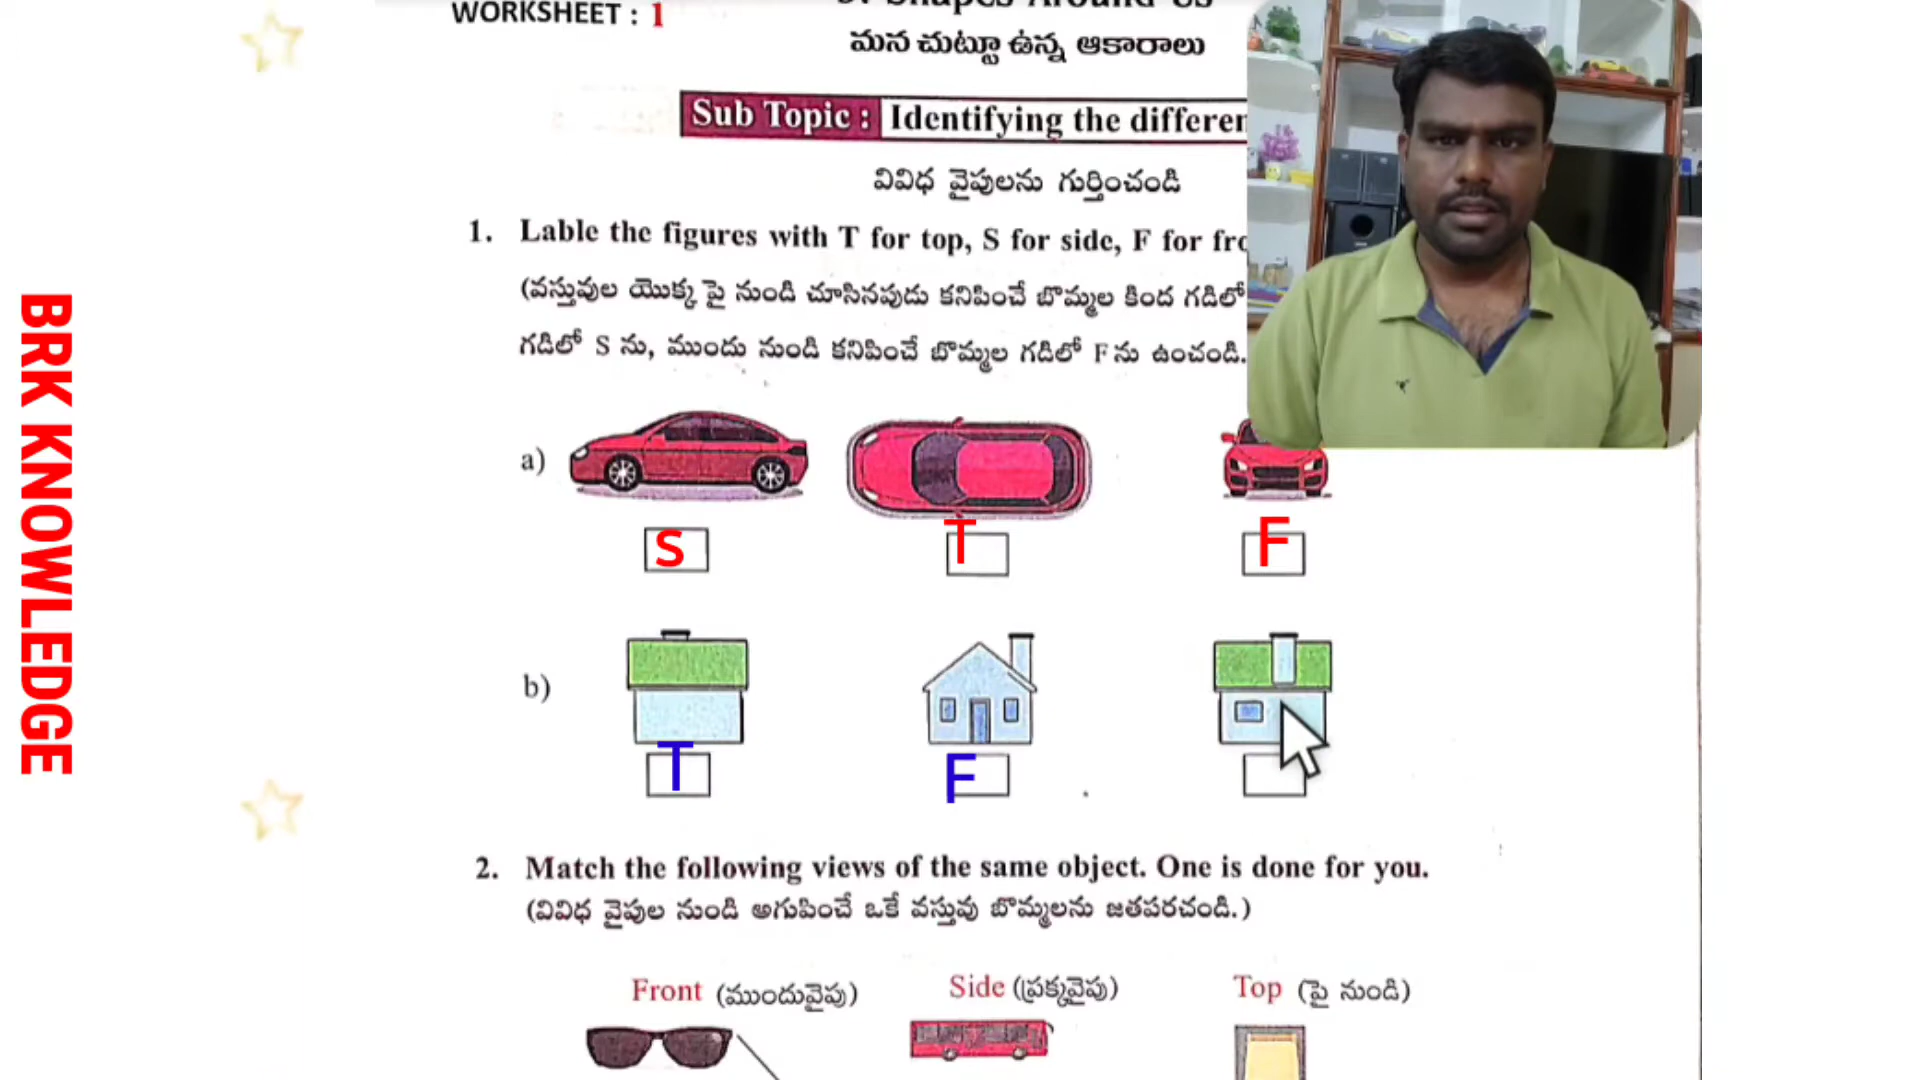 WORKSHEET : 1
Shapes Around Us
మన చుట్టూ ఉన్న ఆకారాలు
Sub Topic : Identifying the differen
వివిధ వైపులను గుర్తించండి
1. Lable the figures with T for top, S for side, F for fro
(వస్తువుల యొక్క పై నుండి చూసినపుడు కనిపించే బొమ్మల కింద గడిలో
గడిలో S ను, ముందు నుండి కనిపించే బొమ్మల గడిలో F ను ఉంచండి.
a)
S T F
b)
T F
2. Match the following views of the same object. One is done for you.
(వివిధ వైపుల నుండి అగుపించే ఒకే వస్తువు బొమ్మలను జతపరచండి.)
Front (ముందువైపు) Side (ప్రక్కవైపు) Top (పై నుండి)
BRK KNOWLEDGE